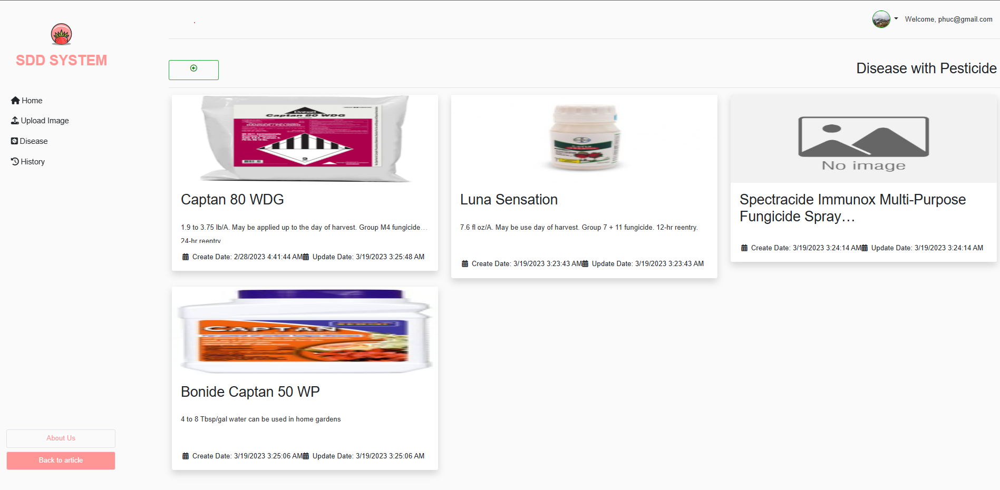 Welcome, phuc@gmail.com
SDD SYSTEM
Home
Upload Image
Disease
History
About Us
Back to article
Disease with Pesticide
Drexel
Captan 80 WDG
DANGER / PELIGRO
9
Captan 80 WDG
1.9 to 3.75 lb/A. May be applied up to the day of harvest. Group M4 fungicide…
24-hr reentry
Create Date: 2/28/2023 4:41:44 AM Update Date: 3/19/2023 3:25:48 AM
Luna Sensation
7.6 fl oz/A. May be use day of harvest. Group 7 + 11 fungicide. 12-hr reentry.
Create Date: 3/19/2023 3:23:43 AM Update Date: 3/19/2023 3:23:43 AM
No image
Spectracide Immunox Multi-Purpose
Fungicide Spray…
Create Date: 3/19/2023 3:24:14 AM Update Date: 3/19/2023 3:24:14 AM
CAPTAN
Bonide Captan 50 WP
4 to 8 Tbsp/gal water can be used in home gardens
Create Date: 3/19/2023 3:25:06 AM Update Date: 3/19/2023 3:25:06 AM